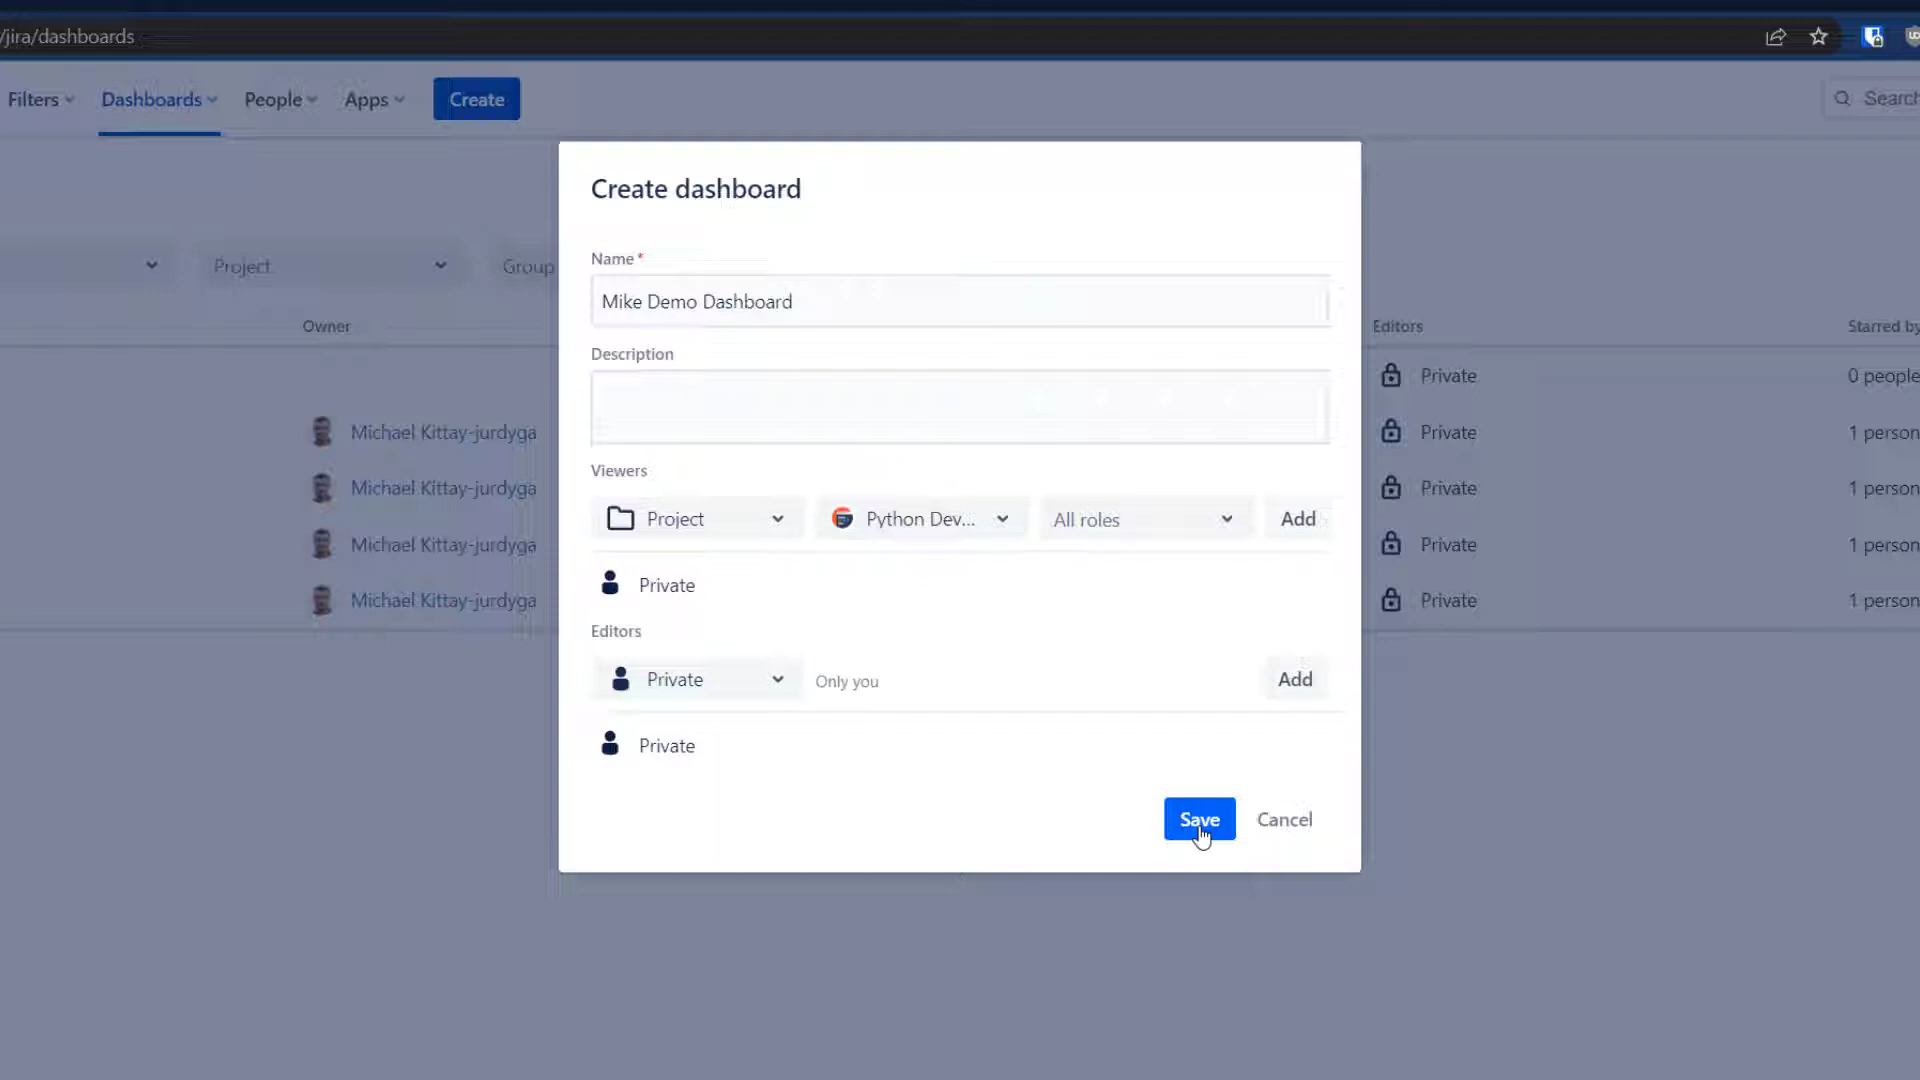 /jira/dashboards
Filters
Dashboards
People
Apps
Create
Search
Create dashboard
Name*
Mike Demo Dashboard
Description
Viewers
Project
Python Dev...
All roles
Add
Private
Editors
Private
Only you
Add
Private
Save
Cancel
Project
Group
Owner
Editors
Starred by
Private
0 people
Michael Kittay-jurdyga
Private
1 person
Michael Kittay-jurdyga
Private
1 person
Michael Kittay-jurdyga
Private
1 person
Michael Kittay-jurdyga
Private
1 person